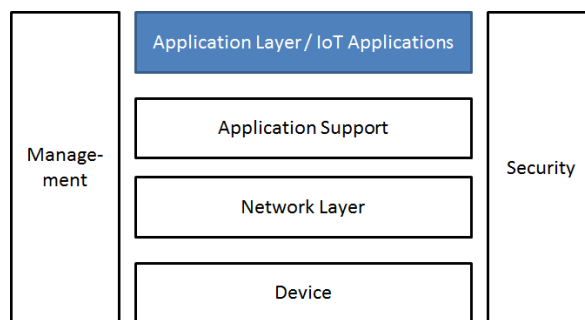 Application Layer / IoT Applications
Application Support
Manage-
ment
Network Layer
Security
Device